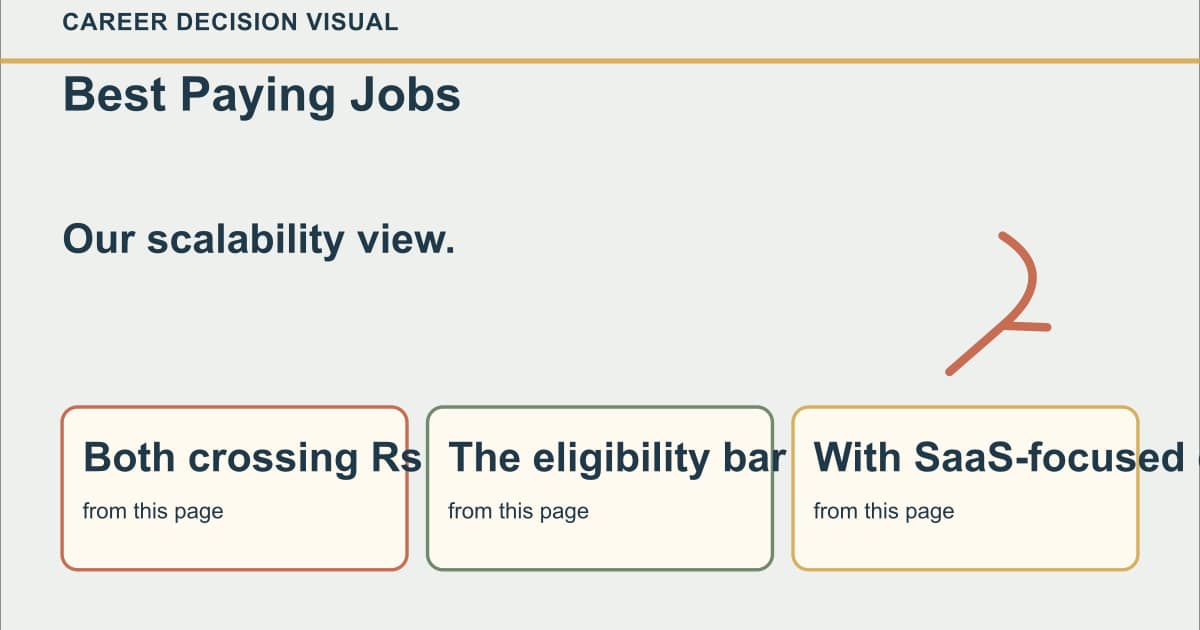 CAREER DECISION VISUAL
Best Paying Jobs
Our scalability view.
Both crossing Rs
from this page
The eligibility bar
from this page
With SaaS-focused
from this page